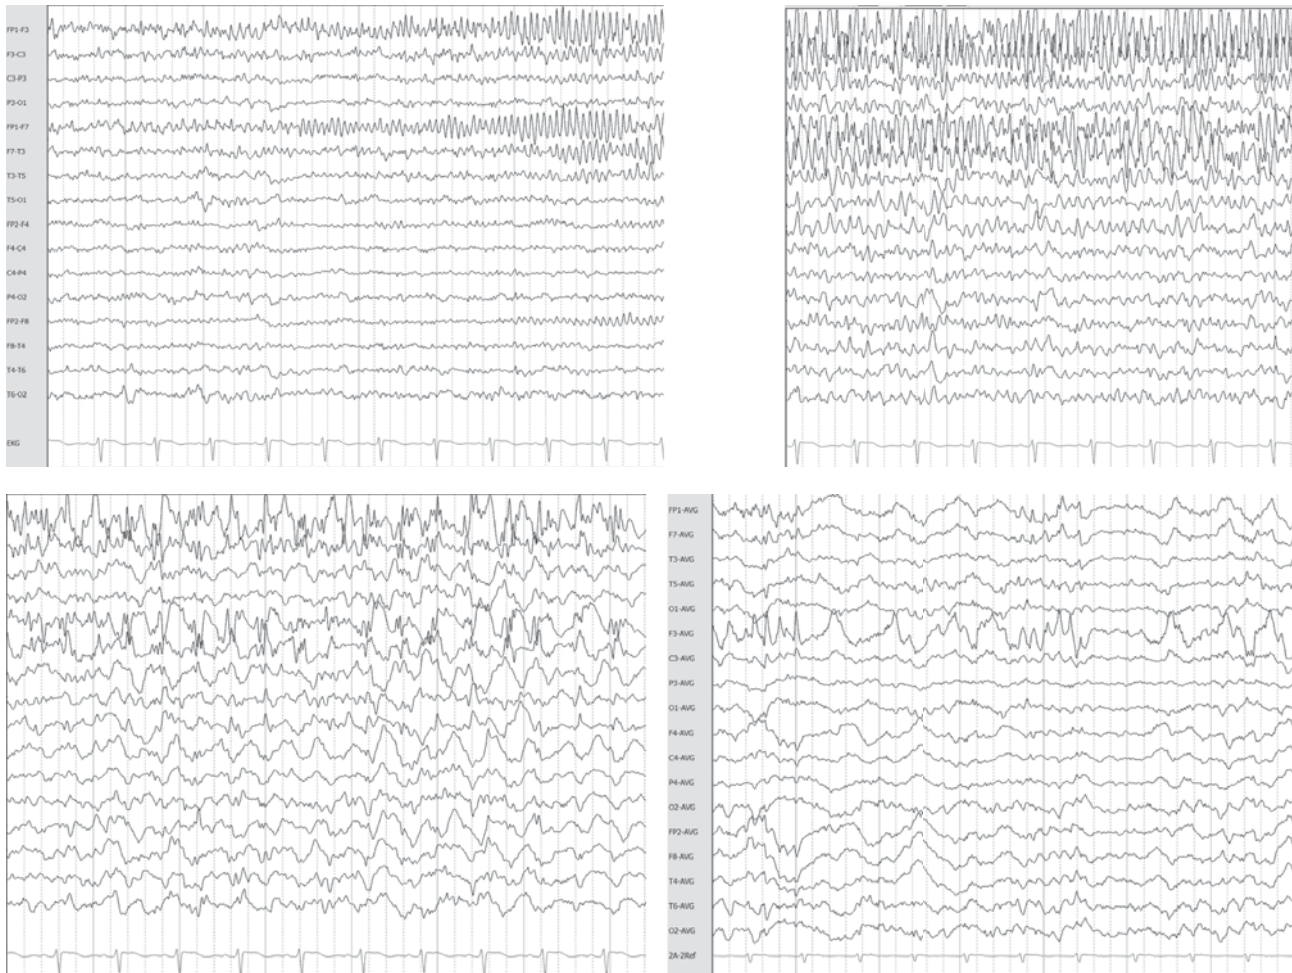 FP1-F3
F3-C3
C3-P3
P3-O1
FP1-F7
F7-T3
T3-T5
T5-O1
FP2-F4
F4-C4
C4-P4
P4-O2
FP2-F8
F8-T4
T4-T6
T6-O2
EKG
FP1-AVG
F7-AVG
T3-AVG
T5-AVG
O1-AVG
F3-AVG
C3-AVG
P3-AVG
O1-AVG
F4-AVG
C4-AVG
P4-AVG
O2-AVG
FP2-AVG
F8-AVG
T4-AVG
T6-AVG
O2-AVG
2A-2Ref